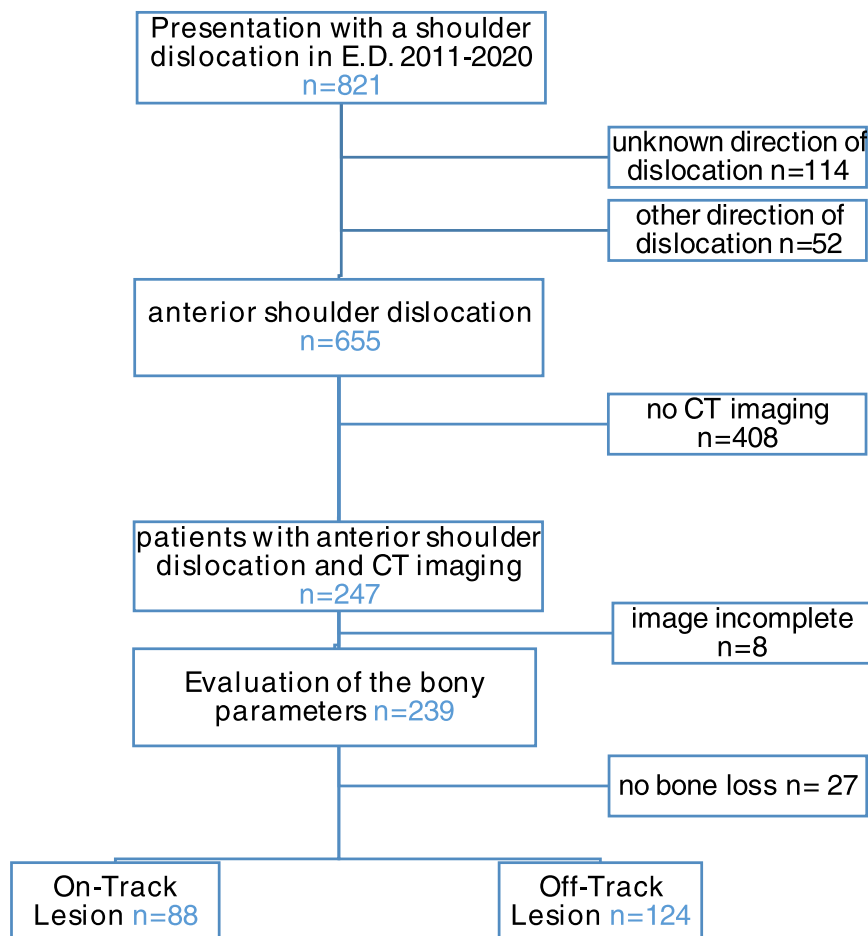 Presentation with a shoulder
dislocation in E.D. 2011-2020
n=821
unknown direction of
dislocation n=114
other direction of
dislocation n=52
anterior shoulder dislocation
n=655
no CT imaging
n=408
patients with anterior shoulder
dislocation and CT imaging
n=247
image incomplete
n=8
Evaluation of the bony
parameters n=239
no bone loss n= 27
On-Track
Lesion n=88
Off-Track
Lesion n=124